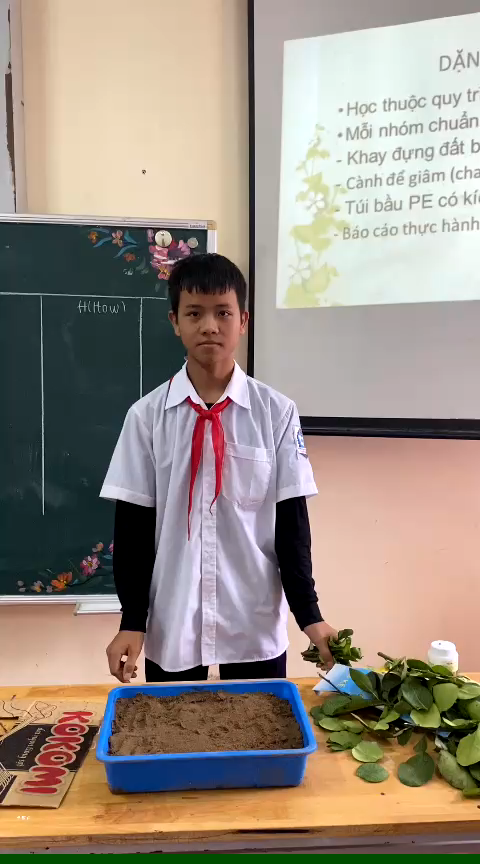 DẶN
•Học thuộc quy trì
•Mỗi nhóm chuẩn
- Khay đựng đất b
-Cành để giâm (cha
- Túi bầu PE có kíc
-Báo cáo thực hành
H(How)
KOKOMI